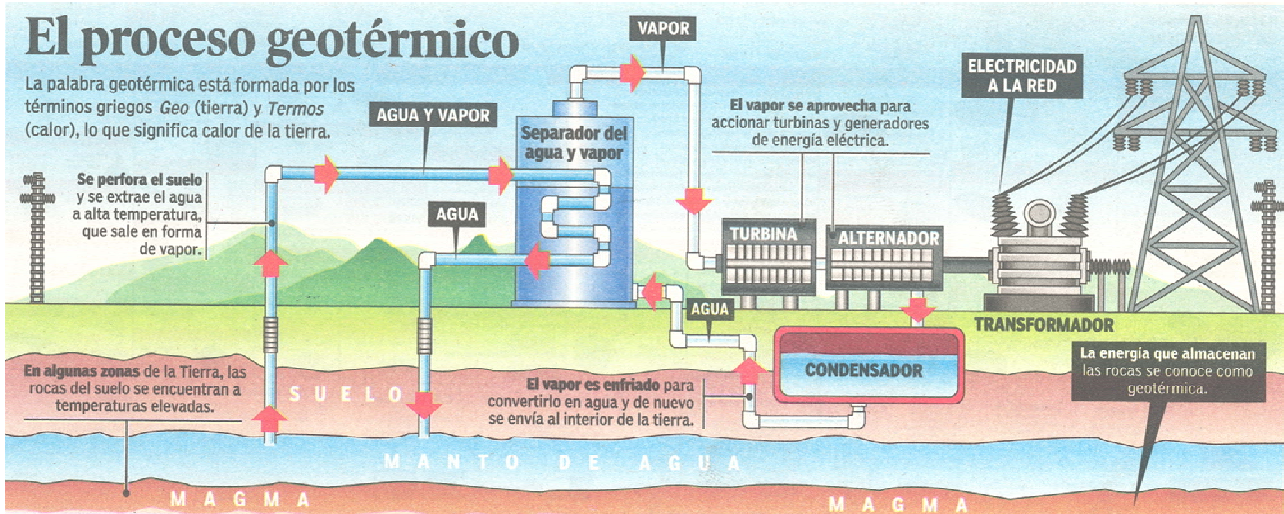 El proceso geotérmico
La palabra geotérmica está formada por los
términos griegos Geo (tierra) y Termos
(calor), lo que significa calor de la tierra.
Se perfora el suelo
y se extrae el agua
a alta temperatura,
que sale en forma
de vapor.
AGUA Y VAPOR
AGUA
Separador del
agua y vapor
VAPOR
El vapor se aprovecha para
accionar turbinas y generadores
de energía eléctrica.
ELECTRICIDAD
A LA RED
TURBINA
ALTERNADOR
TRANSFORMADOR
AGUA
CONDENSADOR
El vapor es enfriado para
convertirlo en agua y de nuevo
se envía al interior de la tierra.
La energía que almacenan
las rocas se conoce como
geotérmica.
En algunas zonas de la Tierra, las
rocas del suelo se encuentran a
temperaturas elevadas.
SUELO
MANTO DE AGUA
MAGMA
MAGMA